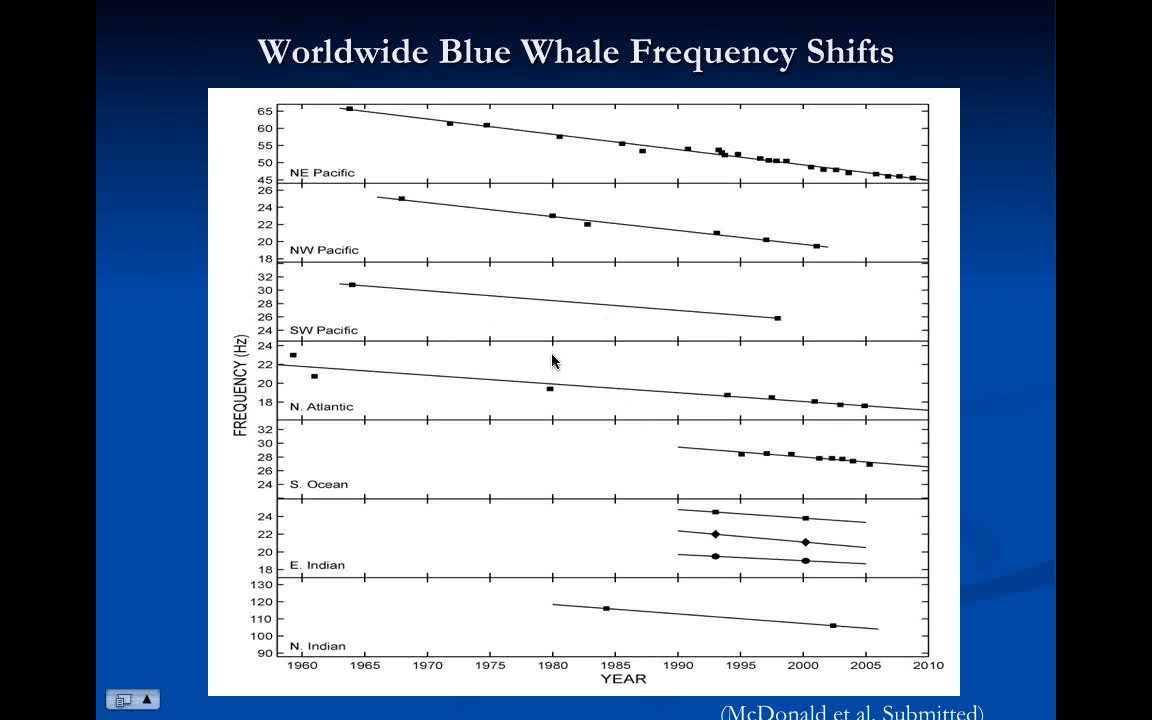 Worldwide Blue Whale Frequency Shifts
65
60
55
50
45
NE Pacific
26
24
22
20
18
NW Pacific
32
30
28
26
24
SW Pacific
24
22
20
18
N. Atlantic
32
30
28
26
24
S. Ocean
24
22
20
18
E. Indian
130
120
110
100
90
N. Indian
FREQUENCY (Hz)
1960 1965 1970 1975 1980 1985 1990 1995 2000 2005 2010
YEAR
(McDonald et al. Submitted)